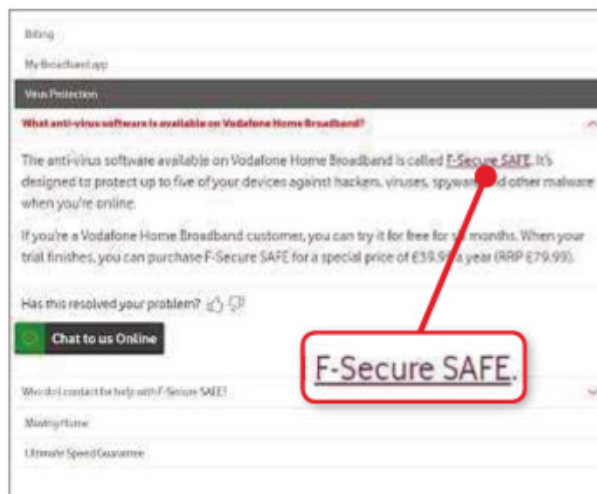 Billing
My Broadband app
Virus Protection
What anti-virus software is available on Vodafone Home Broadband?
The anti-virus software available on Vodafone Home Broadband is called F-Secure SAFE. It's
designed to protect up to five of your devices against hackers, viruses, spyware and other malware
when you're online.
If you're a Vodafone Home Broadband customer, you can try it for free for months. When your
trial finishes, you can purchase F-Secure SAFE for a special price of £39.99 a year (RRP £79.99).
Has this resolved your problem?
Chat to us Online
F-Secure SAFE.
Who do I contact for help with F-Secure SAFE?
Moving Home
Ultimate Speed Guarantee